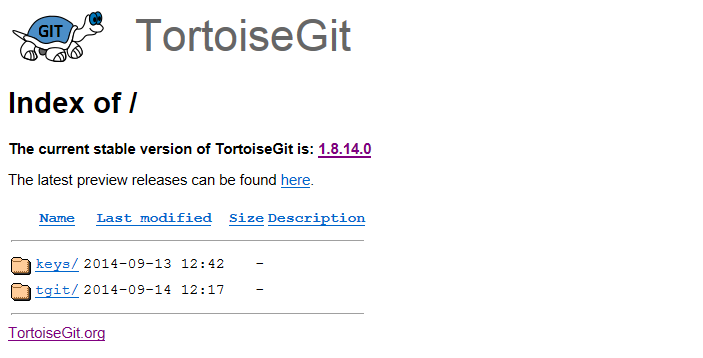 GIT TortoiseGit
Index of /
The current stable version of TortoiseGit is: 1.8.14.0
The latest preview releases can be found here.
Name Last modified Size Description
keys/ 2014-09-13 12:42 -
tgit/ 2014-09-14 12:17 -
TortoiseGit.org